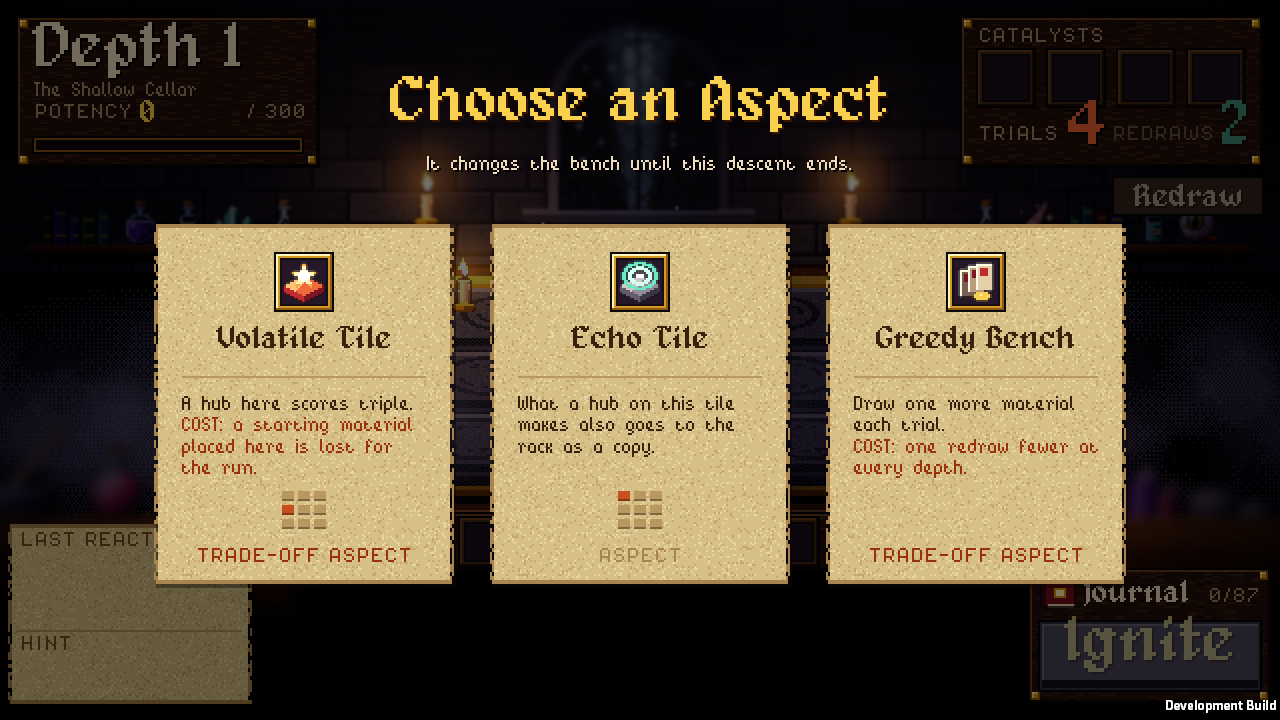 Depth 1
The Shallow Cellar
POTENCY 0 / 300
CATALYSTS
TRIALS 4 REDRAWS 2
Redraw
Choose an Aspect
It changes the bench until this descent ends.
Volatile Tile
A hub here scores triple.
COST: a starting material
placed here is lost for
the run.
TRADE-OFF ASPECT
Echo Tile
What a hub on this tile
makes also goes to the
rack as a copy.
ASPECT
Greedy Bench
Draw one more material
each trial.
COST: one redraw fewer at
every depth.
TRADE-OFF ASPECT
LAST REACT
HINT
Journal 0/87
Ignite
Development Build